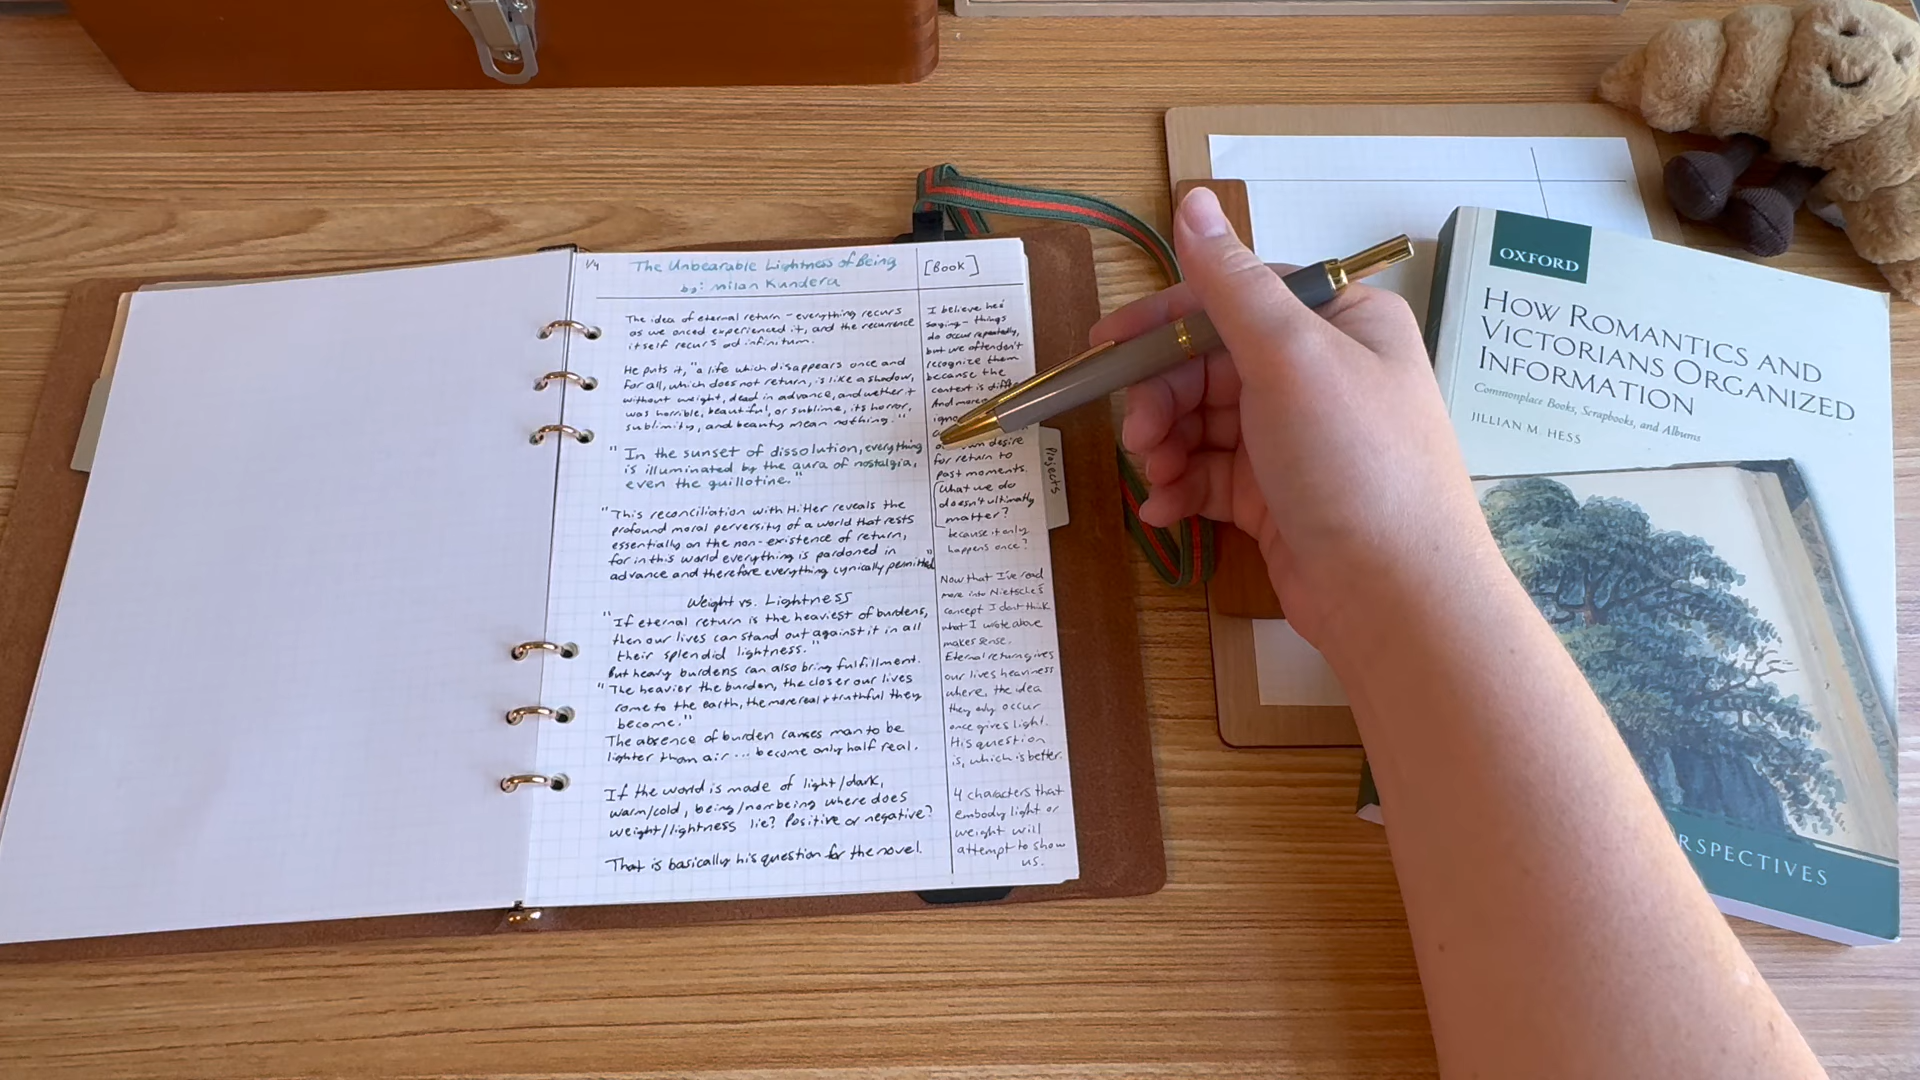 1/4
The Unbearable Lightness of Being
by: Milan Kundera
[Book]
The idea of eternal return - everything recurs
as we onced experienced it, and the recurrence
itself recurs ad infinitum.
He puts it, "a life which disappears once and
for all, which does not return, is like a shadow,
without weight, dead in advance, and wether it
was horrible, beautiful, or sublime, its horror,
sublimity, and beauty mean nothing."
"In the sunset of dissolution, everything
is illuminated by the aura of nostalgia,
even the guillotine."
"This reconciliation with Hitler reveals the
profound moral perversity of a world that rests
essentially on the non-existence of return,
for in this world everything is pardoned in
advance and therefore everything cynically permitted"
Weight vs. Lightness
"If eternal return is the heaviest of burdens,
then our lives can stand out against it in all
their splendid lightness."
But heavy burdens can also bring fulfillment.
"The heavier the burden, the closer our lives
come to the earth, the more real + truthful they
become."
The absence of burden causes man to be
lighter than air ... become only half real.
If the world is made of light/dark,
warm/cold, being/nonbeing where does
weight/lightness lie? Positive or negative?
That is basically his question for the novel.
I believe he's
saying - things
do occur repeatedly,
but we often don't
recognize them
because the
context is
And
desire
for return to
past moments.
What we do
doesn't ultimatly
matter?
because it only
happens once?
Now that I've read
more into Nietsche's
concept I dont think
what I wrote above
makes sense.
Eternal return gives
our lives heaviness
where, the idea
they only occur
once gives light.
His question
is, which is better.
4 characters that
embody light or
weight will
attempt to show
us.
Projects
OXFORD
HOW ROMANTICS AND
VICTORIANS ORGANIZED
INFORMATION
Commonplace Books, Scrapbooks, and Albums
JILLIAN M. HESS
RSPECTIVES